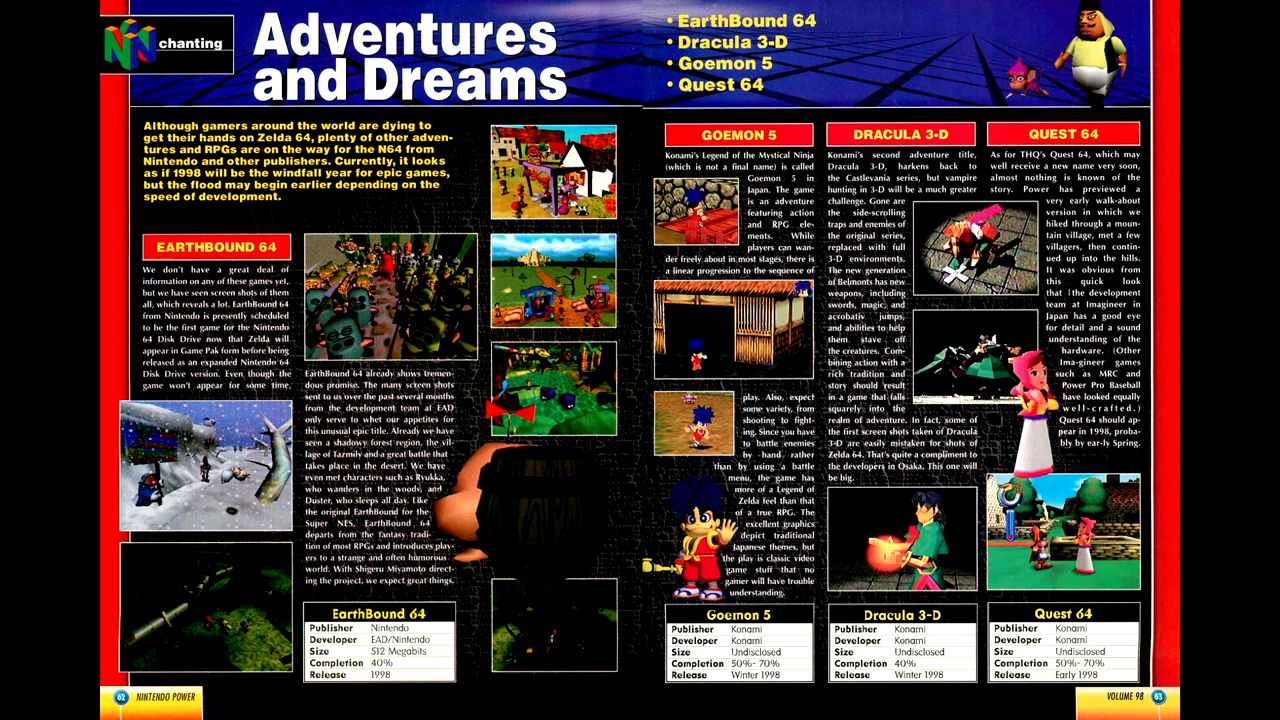 chanting
Adventures
and Dreams
• EarthBound 64
• Dracula 3-D
• Goemon 5
• Quest 64
Although gamers around the world are dying to
get their hands on Zelda 64, plenty of other adven-
tures and RPGs are on the way for the N64 from
Nintendo and other publishers. Currently, it looks
as if 1998 will be the windfall year for epic games,
but the flood may begin earlier depending on the
speed of development.
EARTHBOUND 64
We don't have a great deal of
information on any of these games yet,
but we have seen screen shots of them
all, which reveals a lot. EarthBound 64
from Nintendo is presently scheduled
to be the first game for the Nintendo
64 Disk Drive now that Zelda will
appear in Game Pak form before being
released as an expanded Nintendo 64
Disk Drive version. Even though the
game won't appear for some time,
EarthBound 64 already shows tremen-
dous promise. The many screen shots
sent to us over the past several months
from the development team at EAD
only serve to whet our appetites for
this unusual epic title. Already we have
seen a shadowy forest region, the vil-
lage of Tazmily and a great battle that
takes place in the desert. We have
even met characters such as Ryukka,
who wanders in the woods, and
Duster, who sleeps all day. Like
the original EarthBound for the
Super NES, EarthBound 64
departs from the fantasy tradi-
tion of most RPGs and introduces play-
ers to a strange and often humorous
world. With Shigeru Miyamoto direct-
ing the project, we expect great things.
EarthBound 64
Publisher Nintendo
Developer EAD/Nintendo
Size 512 Megabits
Completion 40%
Release 1998
GOEMON 5
Konami's Legend of the Mystical Ninja
(which is not a final name) is called
Goemon 5 in
Japan. The game
is an adventure
featuring action
and RPG ele-
ments. While
players can wan-
der freely about in most stages, there is
a linear progression to the sequence of
play. Also, expect
some variety, from
shooting to fight-
ing. Since you have
to battle enemies
by hand rather
than by using a battle
menu, the game has
more of a Legend of
Zelda feel than that
of a true RPG. The
excellent graphics
depict traditional
Japanese themes, but
the play is classic video
game stuff that no
gamer will have trouble
understanding.
Goemon 5
Publisher Konami
Developer Konami
Size Undisclosed
Completion 50%- 70%
Release Winter 1998
DRACULA 3-D
Konami's second adventure title,
Dracula 3-D, harkens back to
the Castlevania series, but vampire
hunting in 3-D will be a much greater
challenge. Gone are
the side-scrolling
traps and enemies of
the original series,
replaced with full
3-D environments.
The new generation
of Belmonts has new
weapons, including
swords, magic, and
acrobativ jumps,
and abilities to help
them stave off
the creatures. Com-
bining action with a
rich tradition and
story should result
in a game that falls
squarely into the
realm of adventure. In fact, some of
the first screen shots taken of Dracula
3-D are easily mistaken for shots of
Zelda 64. That's quite a compliment to
the developers in Osaka. This one will
be big.
Dracula 3-D
Publisher Konami
Developer Konami
Size Undisclosed
Completion 40%
Release Winter 1998
QUEST 64
As for THQ's Quest 64, which may
well receive a new name very soon,
almost nothing is known of the
story. Power has previewed a
very early walk-about
version in which we
hiked through a moun-
tain village, met a few
villagers, then contin-
ued up into the hills.
It was obvious from
this quick look
that the development
team at Imagineer in
Japan has a good eye
for detail and a sound
understanding of the
hardware. (Other
Ima-gineer games
such as MRC and
Power Pro Baseball
have looked equally
well-crafted.)
Quest 64 should ap-
pear in 1998, proba-
bly by ear-ly Spring.
Quest 64
Publisher Konami
Developer Konami
Size Undisclosed
Completion 50%- 70%
Release Early 1998
62 NINTENDO POWER
VOLUME 98 63